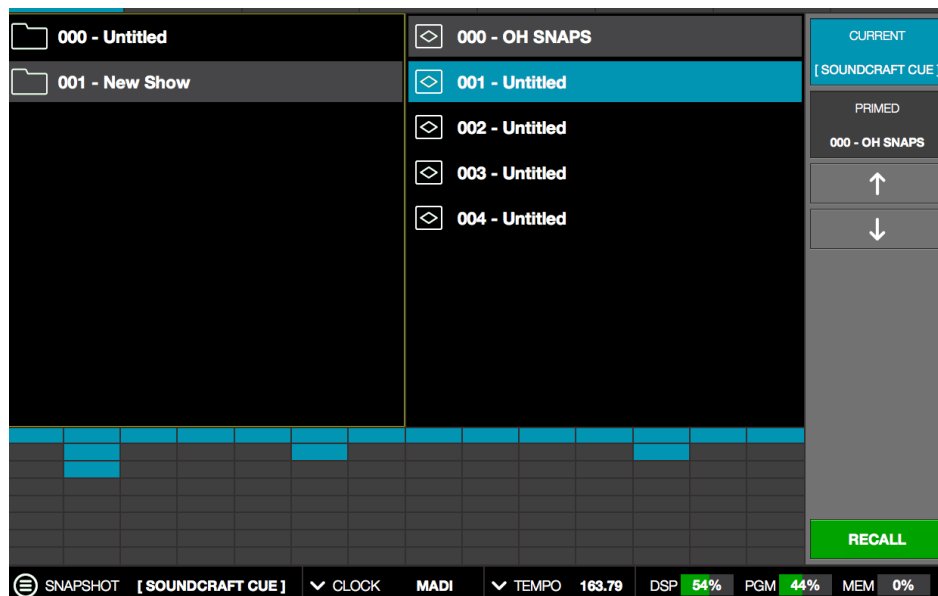 000 - Untitled
001 - New Show
000 - OH SNAPS
001 - Untitled
002 - Untitled
003 - Untitled
004 - Untitled
CURRENT
[ SOUNDCRAFT CUE ]
PRIMED
000 - OH SNAPS
RECALL
SNAPSHOT [ SOUNDCRAFT CUE ] CLOCK MADI TEMPO 163.79 DSP 54% PGM 44% MEM 0%